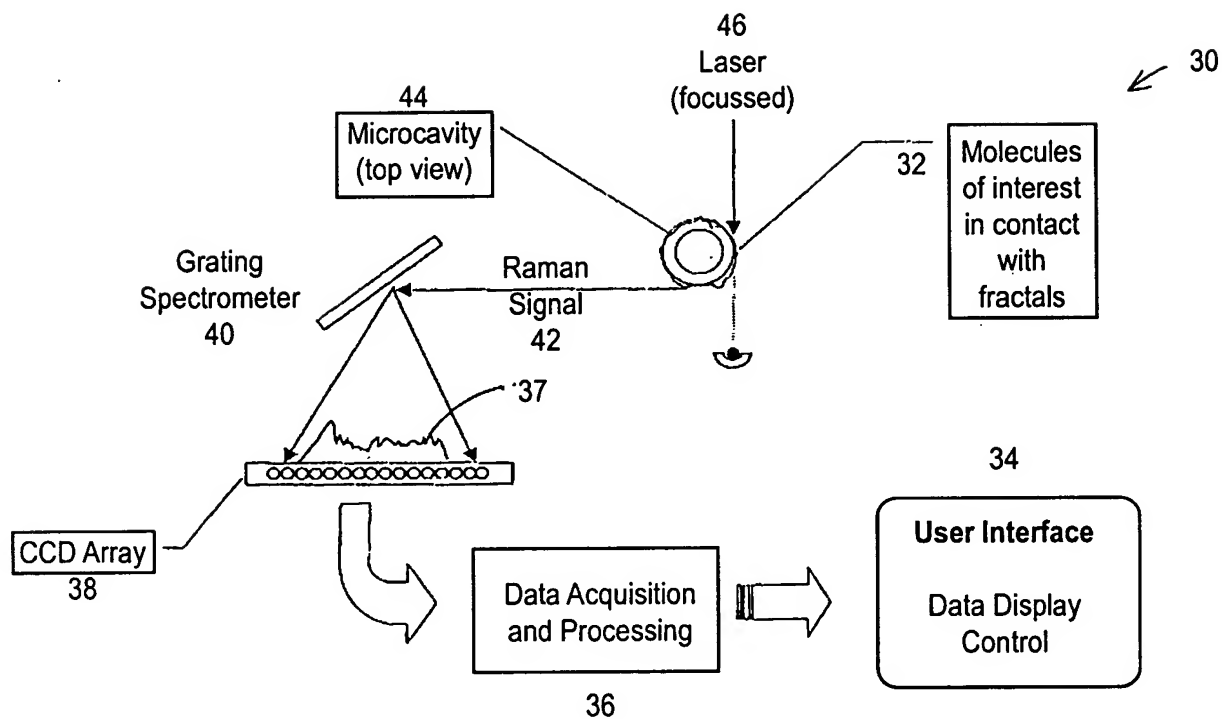 46
Laser
(focussed)
30
44
Microcavity
(top view)
32
Molecules
of interest
in contact
with
fractals
Grating
Spectrometer
40
Raman
Signal
42
37
CCD Array
38
Data Acquisition
and Processing
36
34
User Interface
Data Display
Control